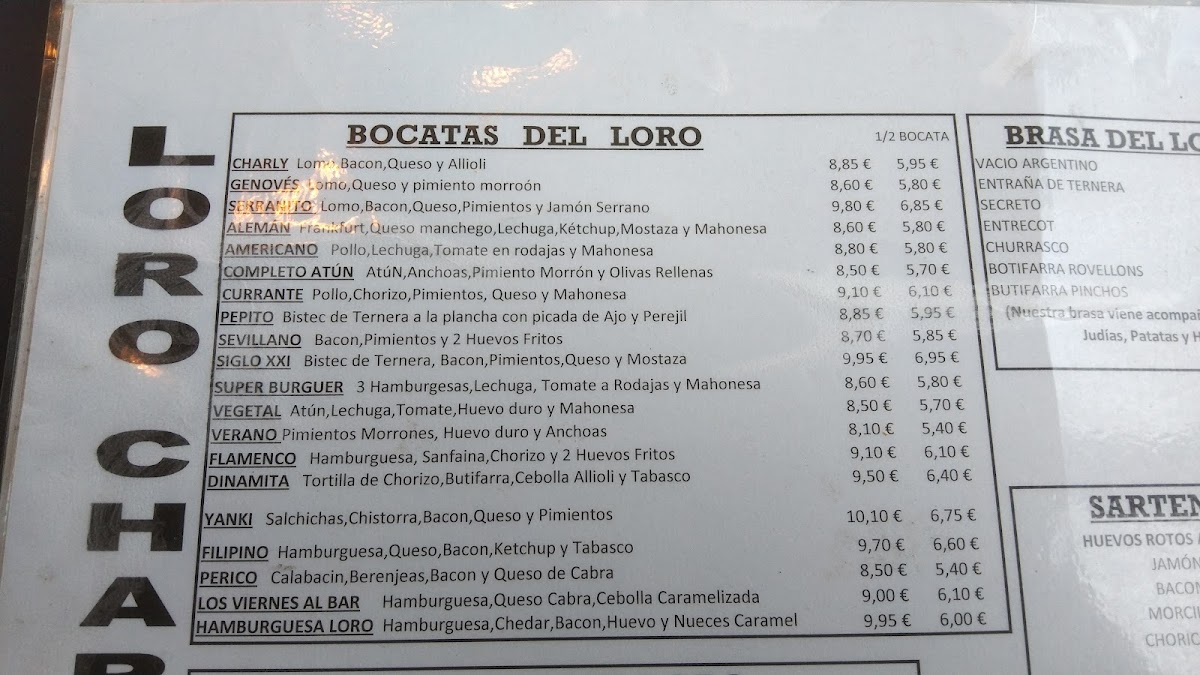 LORO CHAB
BOCATAS DEL LORO 1/2 BOCATA
CHARLY Lomo,Bacon,Queso y Allioli 8,85 € 5,95 €
GENOVÉS Lomo,Queso y pimiento morroón 8,60 € 5,80 €
SERRANITO Lomo,Bacon,Queso,Pimientos y Jamón Serrano 9,80 € 6,85 €
ALEMÁN Frankfurt,Queso manchego,Lechuga,Kétchup,Mostaza y Mahonesa 8,60 € 5,80 €
AMERICANO Pollo,Lechuga,Tomate en rodajas y Mahonesa 8,80 € 5,80 €
COMPLETO ATÚN AtúN,Anchoas,Pimiento Morrón y Olivas Rellenas 8,50 € 5,70 €
CURRANTE Pollo,Chorizo,Pimientos, Queso y Mahonesa 9,10 € 6,10 €
PEPITO Bistec de Ternera a la plancha con picada de Ajo y Perejil 8,85 € 5,95 €
SEVILLANO Bacon,Pimientos y 2 Huevos Fritos 8,70 € 5,85 €
SIGLO XXI Bistec de Ternera, Bacon,Pimientos,Queso y Mostaza 9,95 € 6,95 €
SUPER BURGUER 3 Hamburgesas,Lechuga, Tomate a Rodajas y Mahonesa 8,60 € 5,80 €
VEGETAL Atún,Lechuga,Tomate,Huevo duro y Mahonesa 8,50 € 5,70 €
VERANO Pimientos Morrones, Huevo duro y Anchoas 8,10 € 5,40 €
FLAMENCO Hamburguesa, Sanfaina,Chorizo y 2 Huevos Fritos 9,10 € 6,10 €
DINAMITA Tortilla de Chorizo,Butifarra,Cebolla Allioli y Tabasco 9,50 € 6,40 €
YANKI Salchichas,Chistorra,Bacon,Queso y Pimientos 10,10 € 6,75 €
FILIPINO Hamburguesa,Queso,Bacon,Ketchup y Tabasco 9,70 € 6,60 €
PERICO Calabacin,Berenjeas,Bacon y Queso de Cabra 8,50 € 5,40 €
LOS VIERNES AL BAR Hamburguesa,Queso Cabra,Cebolla Caramelizada 9,00 € 6,10 €
HAMBURGUESA LORO Hamburguesa,Chedar,Bacon,Huevo y Nueces Caramel 9,95 € 6,00 €
BRASA DEL LO
VACIO ARGENTINO
ENTRAÑA DE TERNERA
SECRETO
ENTRECOT
CHURRASCO
BOTIFARRA ROVELLONS
BUTIFARRA PINCHOS
(Nuestra brasa viene acompañ
Judías, Patatas y H
SARTEN
HUEVOS ROTOS
JAMÓN
BACON
MORCIL
CHORIC